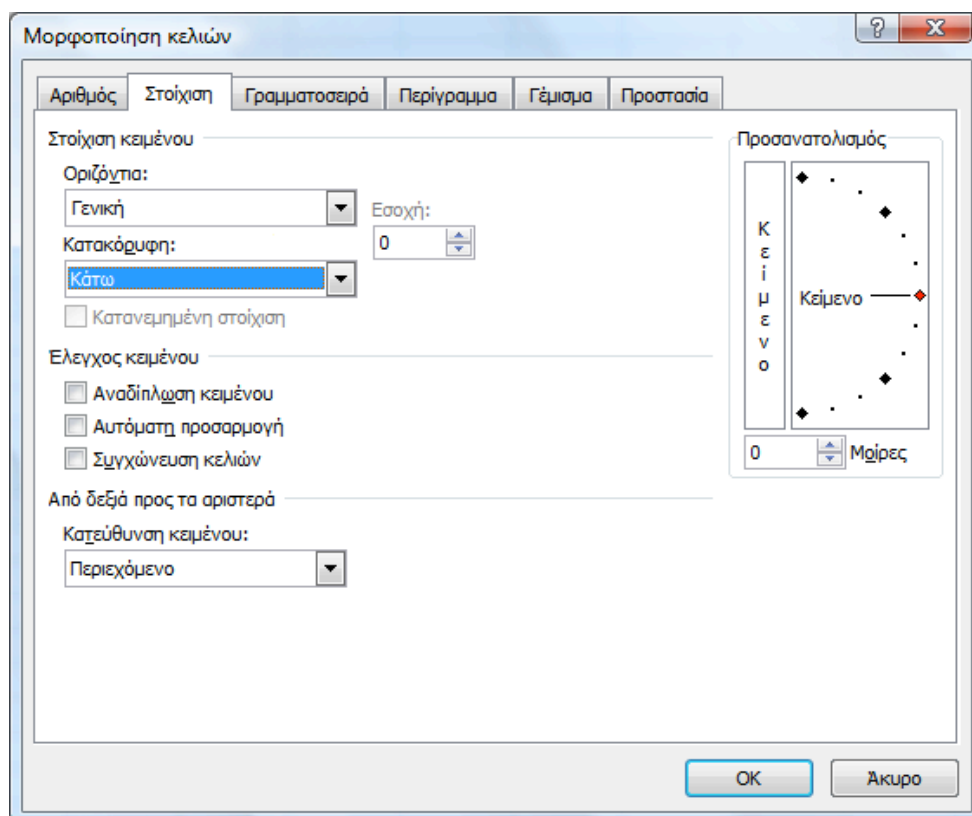 Μορφοποίηση κελιών
Αριθμός Στοίχιση Γραμματοσειρά Περίγραμμα Γέμισμα Προστασία
Στοίχιση κειμένου
Οριζόντια:
Γενική
Εσοχή:
0
Κατακόρυφη:
Κάτω
Κατανεμημένη στοίχιση
Έλεγχος κειμένου
Αναδίπλωση κειμένου
Αυτόματη προσαρμογή
Συγχώνευση κελιών
Από δεξιά προς τα αριστερά
Κατεύθυνση κειμένου:
Περιεχόμενο
Προσανατολισμός
Κείμενο
Κείμενο
0 Μοίρες
OK Άκυρο